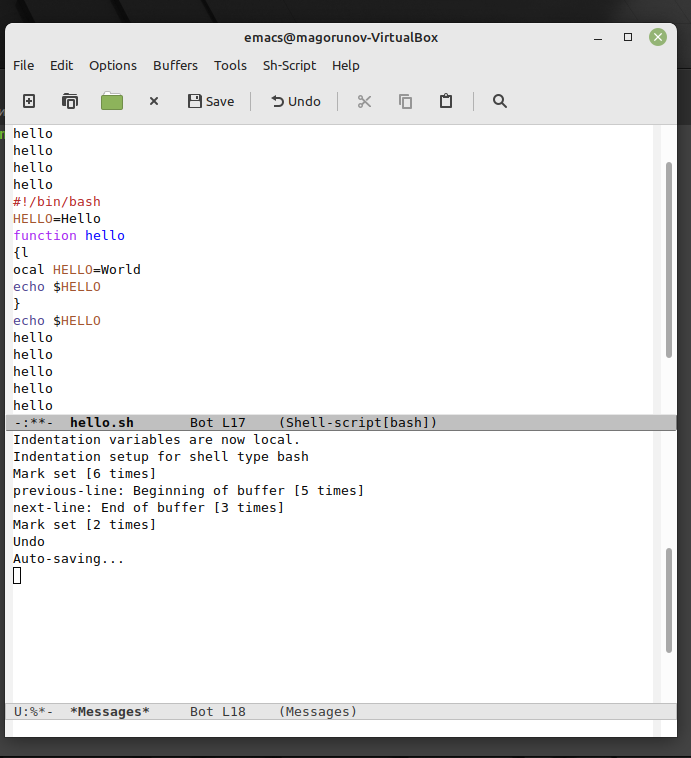 emacs@magorunov-VirtualBox
File Edit Options Buffers Tools Sh-Script Help
Save Undo
hello
hello
hello
hello
#!/bin/bash
HELLO=Hello
function hello
{l
ocal HELLO=World
echo $HELLO
}
echo $HELLO
hello
hello
hello
hello
hello
-:**-  hello.sh       Bot L17    (Shell-script[bash])
Indentation variables are now local.
Indentation setup for shell type bash
Mark set [6 times]
previous-line: Beginning of buffer [5 times]
next-line: End of buffer [3 times]
Mark set [2 times]
Undo
Auto-saving...
U:%*-  *Messages*     Bot L18    (Messages)